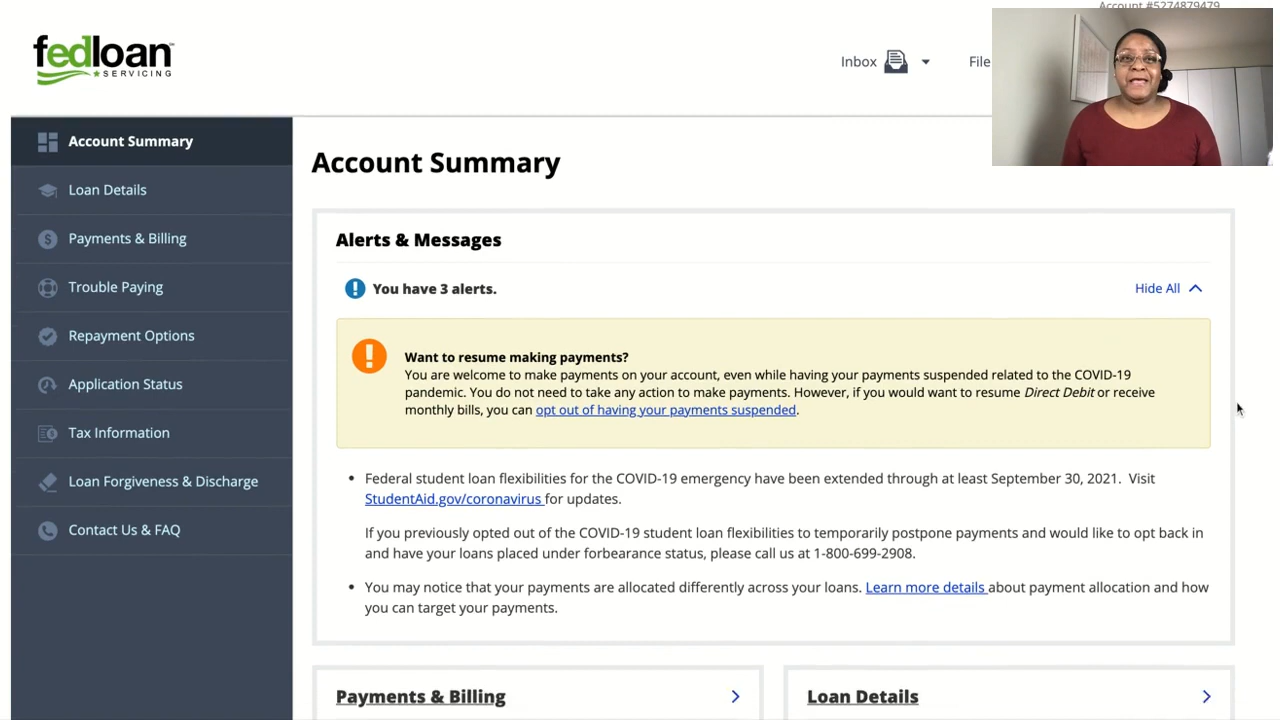 Account #5274879479
fedloan
SERVICING
Inbox
File
Account Summary
Loan Details
Payments & Billing
Trouble Paying
Repayment Options
Application Status
Tax Information
Loan Forgiveness & Discharge
Contact Us & FAQ
Account Summary
Alerts & Messages
You have 3 alerts.
Hide All
Want to resume making payments?
You are welcome to make payments on your account, even while having your payments suspended related to the COVID-19
pandemic. You do not need to take any action to make payments. However, if you would want to resume Direct Debit or receive
monthly bills, you can opt out of having your payments suspended.
• Federal student loan flexibilities for the COVID-19 emergency have been extended through at least September 30, 2021. Visit
StudentAid.gov/coronavirus for updates.
If you previously opted out of the COVID-19 student loan flexibilities to temporarily postpone payments and would like to opt back in
and have your loans placed under forbearance status, please call us at 1-800-699-2908.
• You may notice that your payments are allocated differently across your loans. Learn more details about payment allocation and how
you can target your payments.
Payments & Billing
Loan Details